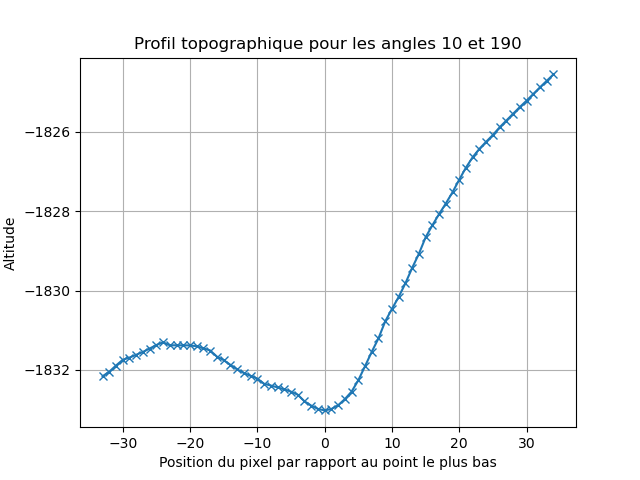 Profil topographique pour les angles 10 et 190
Altitude
−1826
−1828
−1830
−1832
−30 −20 −10 0 10 20 30
Position du pixel par rapport au point le plus bas